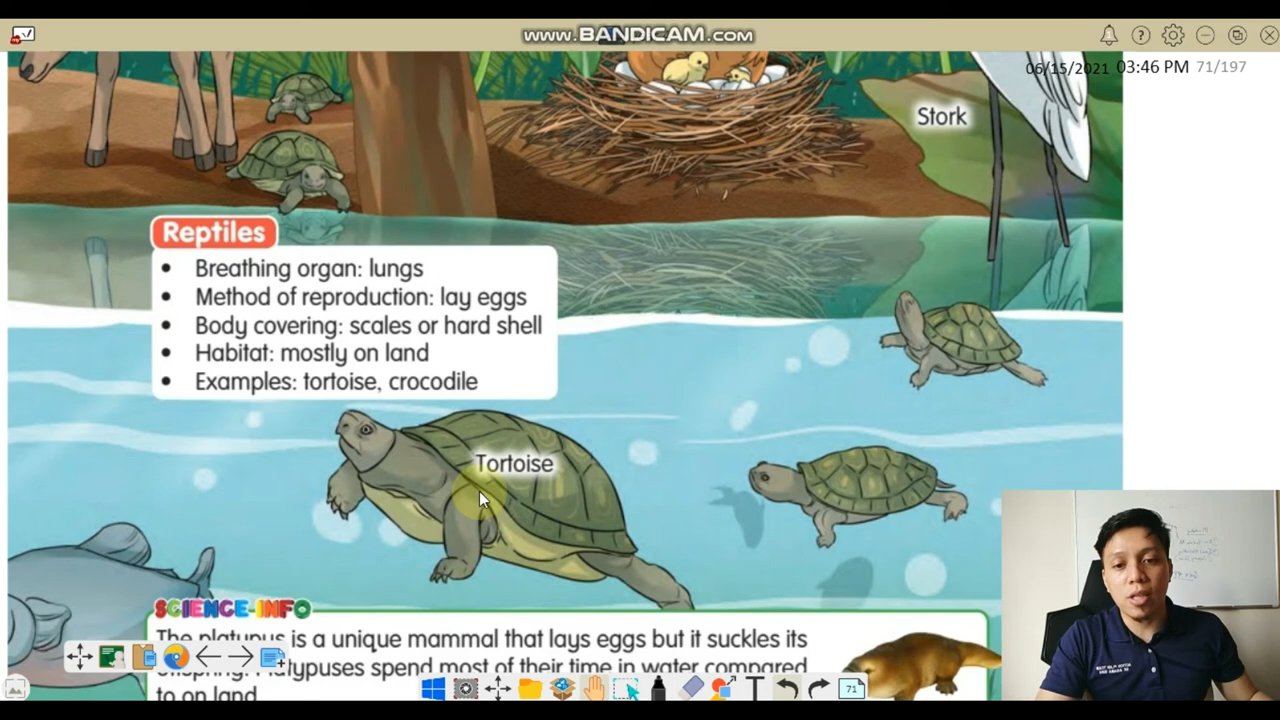 www.BANDICAM.com
06/15/2021 03:46 PM 71/197
Stork
Reptiles
• Breathing organ: lungs
• Method of reproduction: lay eggs
• Body covering: scales or hard shell
• Habitat: mostly on land
• Examples: tortoise, crocodile
Tortoise
SCIENCE-INFO
The platypus is a unique mammal that lays eggs but it suckles its
offspring. Platypuses spend most of their time in water compared
to on land
71